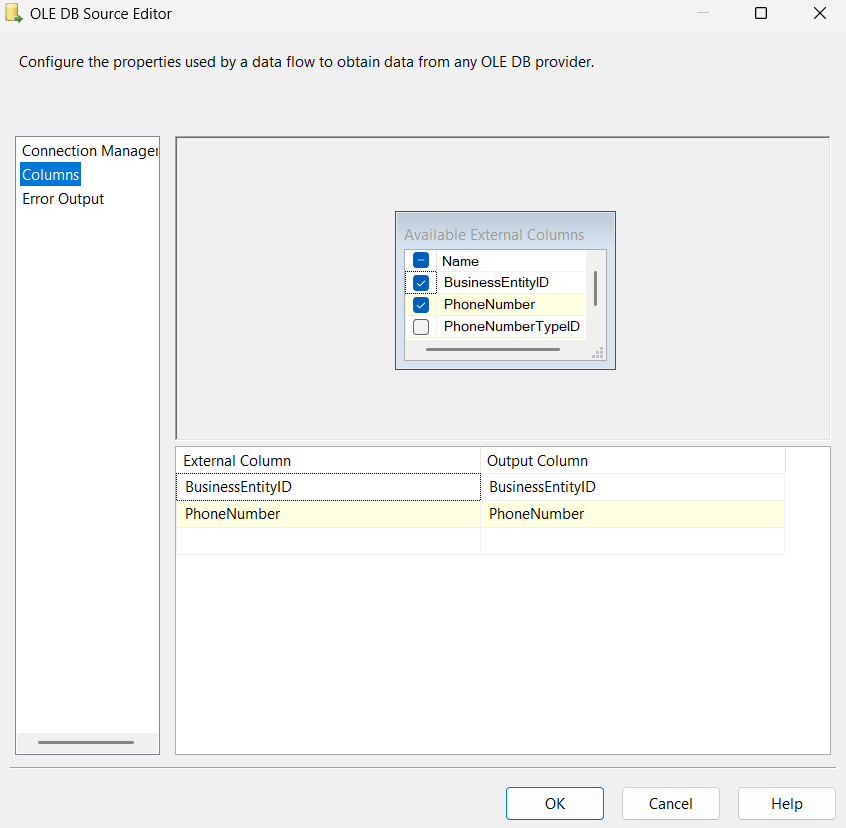 OLE DB Source Editor
Configure the properties used by a data flow to obtain data from any OLE DB provider.
Connection Manager
Columns
Error Output
Available External Columns
Name
BusinessEntityID
PhoneNumber
PhoneNumberTypeID
External Column Output Column
BusinessEntityID BusinessEntityID
PhoneNumber PhoneNumber
OK Cancel Help